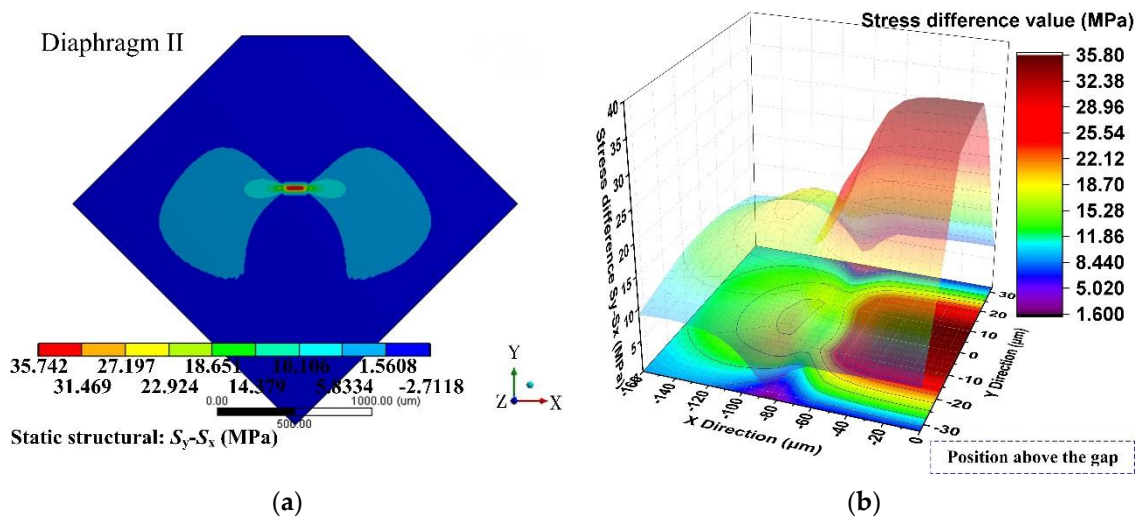 Diaphragm II
35.742 27.197 18.651 10.106 1.5608
31.469 22.924 14.379 5.8334 -2.7118
0.00 1000.00 (um)
500.00
Y
Z X
Static structural: Sy-Sx (MPa)
(a)
Stress difference value (MPa)
35.80
32.38
28.96
25.54
22.12
18.70
15.28
11.86
8.440
5.020
1.600
Stress difference Sy-Sx (MPa)
40
35
30
25
20
15
10
5
-160 -140 -120 -100 -80 -60 -40 -20 0
X Direction (μm)
30
20
10
0
-10
-20
-30
Y Direction (μm)
Position above the gap
(b)